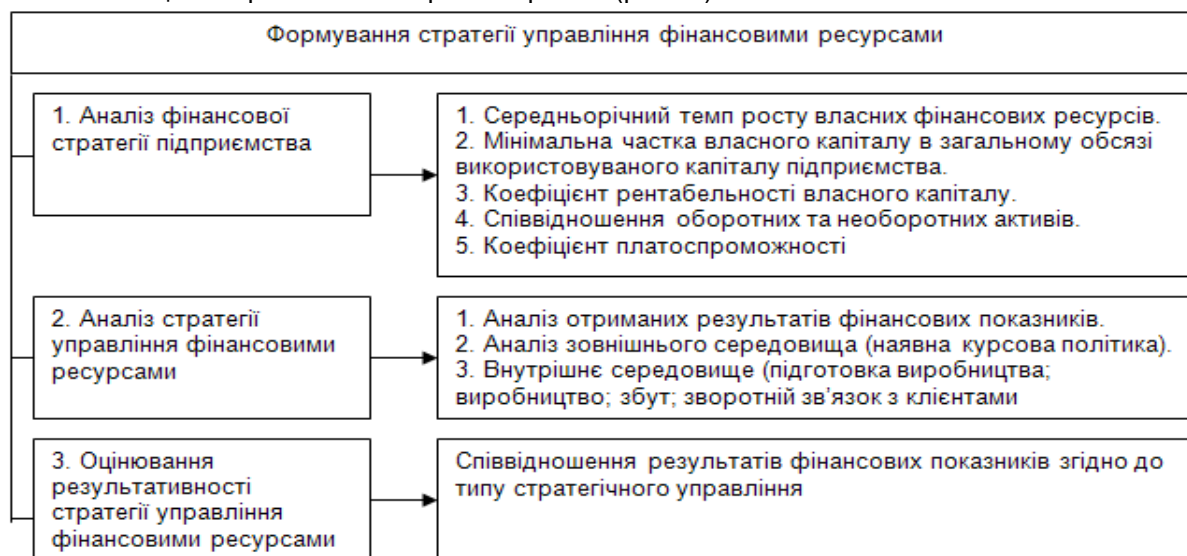 Формування стратегії управління фінансовими ресурсами
1. Аналіз фінансової
стратегії підприємства
1. Середньорічний темп росту власних фінансових ресурсів.
2. Мінімальна частка власного капіталу в загальному обсязі
використовуваного капіталу підприємства.
3. Коефіцієнт рентабельності власного капіталу.
4. Співвідношення оборотних та необоротних активів.
5. Коефіцієнт платоспроможності
2. Аналіз стратегії
управління фінансовими
ресурсами
1. Аналіз отриманих результатів фінансових показників.
2. Аналіз зовнішнього середовища (наявна курсова політика).
3. Внутрішнє середовище (підготовка виробництва;
виробництво; збут; зворотній зв’язок з клієнтами
3. Оцінювання
результативності
стратегії управління
фінансовими ресурсами
Співвідношення результатів фінансових показників згідно до
типу стратегічного управління